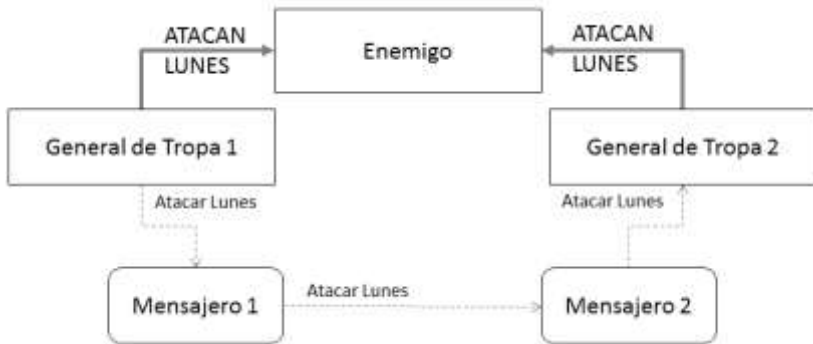 ATACAN
LUNES
Enemigo
ATACAN
LUNES
General de Tropa 1
General de Tropa 2
Atacar Lunes
Atacar Lunes
Mensajero 1
Atacar Lunes
Mensajero 2